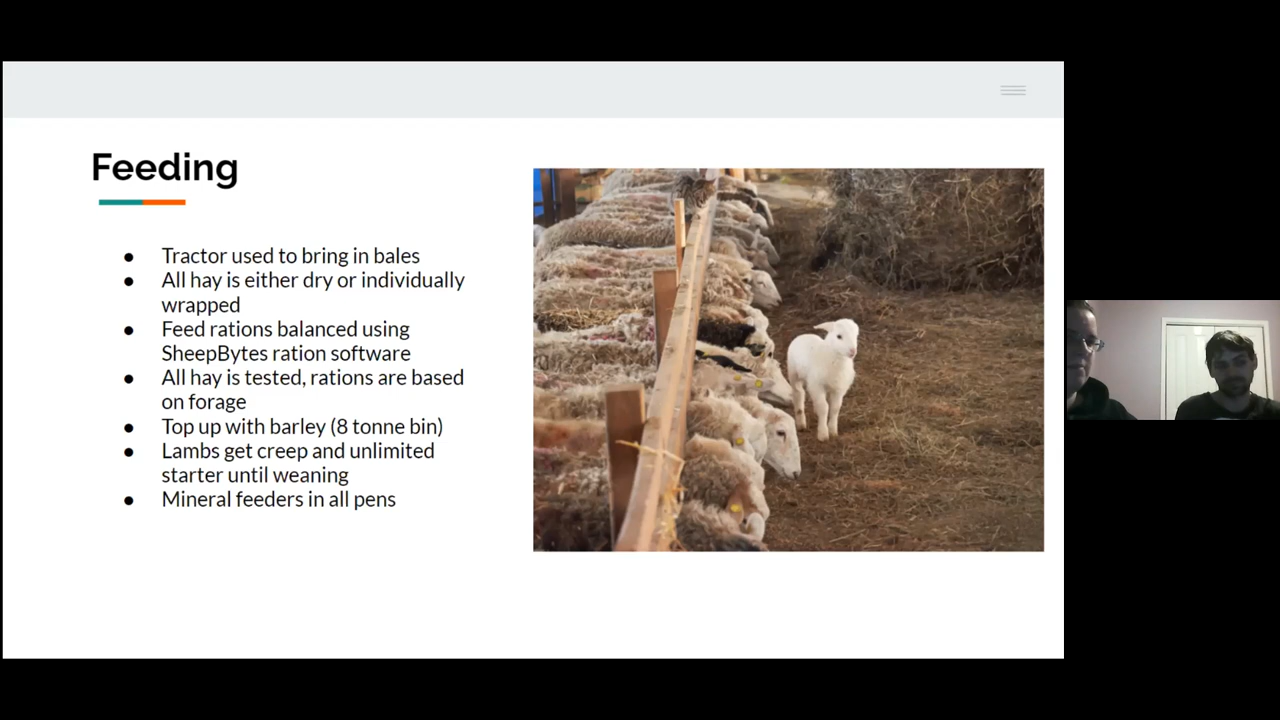 Feeding
● Tractor used to bring in bales
● All hay is either dry or individually
wrapped
● Feed rations balanced using
SheepBytes ration software
● All hay is tested, rations are based
on forage
● Top up with barley (8 tonne bin)
● Lambs get creep and unlimited
starter until weaning
● Mineral feeders in all pens